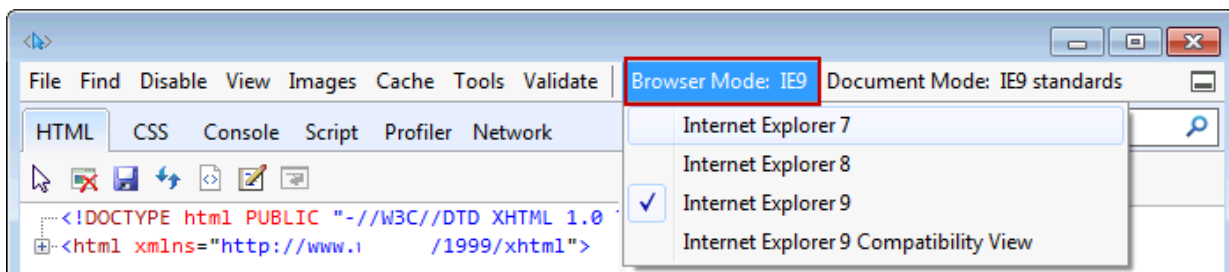 File Find Disable View Images Cache Tools Validate Browser Mode: IE9 Document Mode: IE9 standards
HTML CSS Console Script Profiler Network
Internet Explorer 7
Internet Explorer 8
Internet Explorer 9
Internet Explorer 9 Compatibility View
<!DOCTYPE html PUBLIC "-//W3C//DTD XHTML 1.0
<html xmlns="http://www. /1999/xhtml">